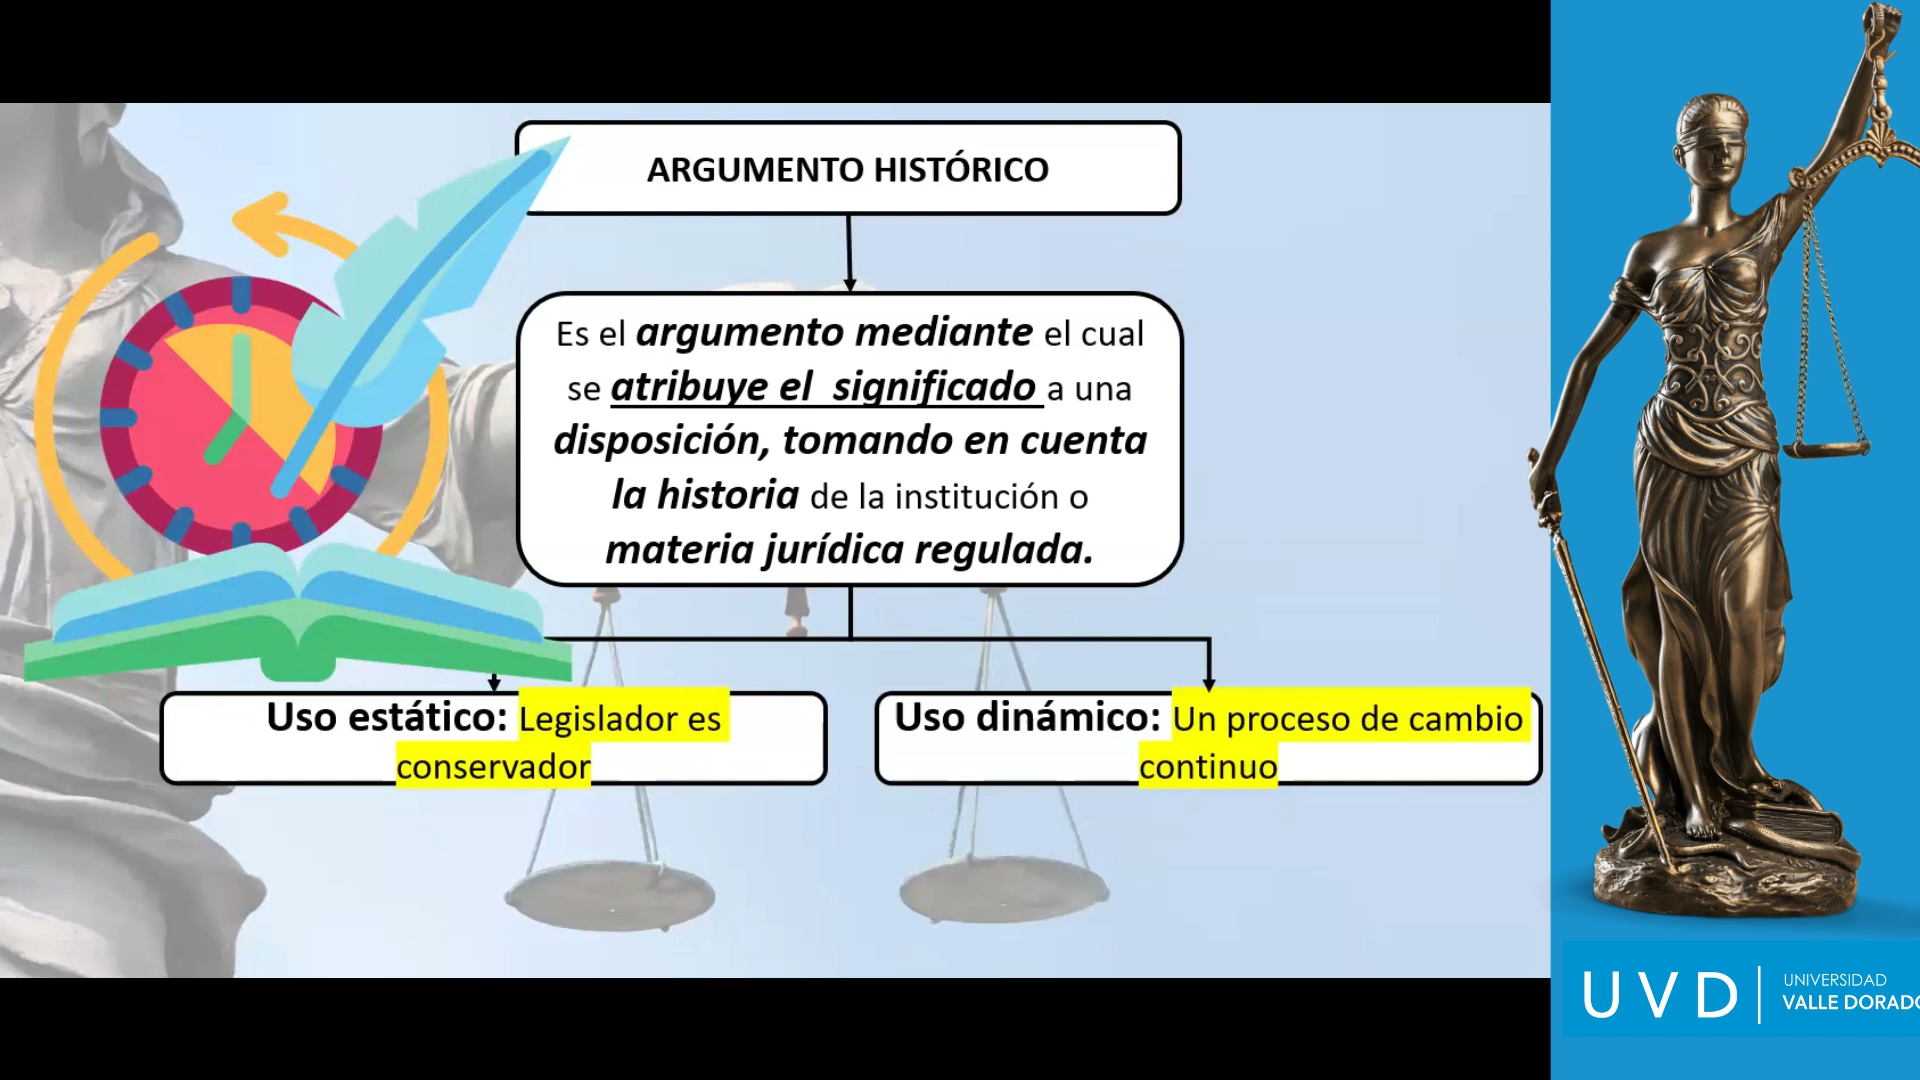 ARGUMENTO HISTÓRICO
Es el argumento mediante el cual
se atribuye el significado a una
disposición, tomando en cuenta
la historia de la institución o
materia jurídica regulada.
Uso estático: Legislador es
conservador
Uso dinámico: Un proceso de cambio
continuo
UVD
UNIVERSIDAD
VALLE DORADO